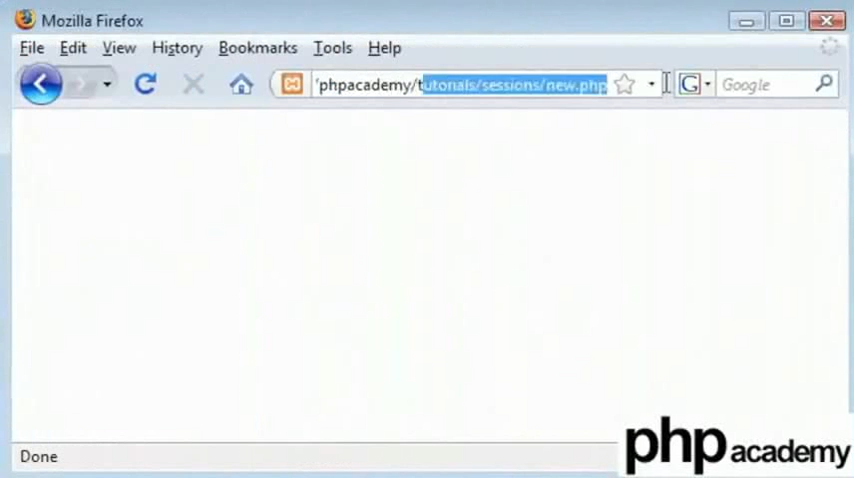 Mozilla Firefox
File Edit View History Bookmarks Tools Help
'phpacademy/tutorials/sessions/new.php G Google
Done
php academy